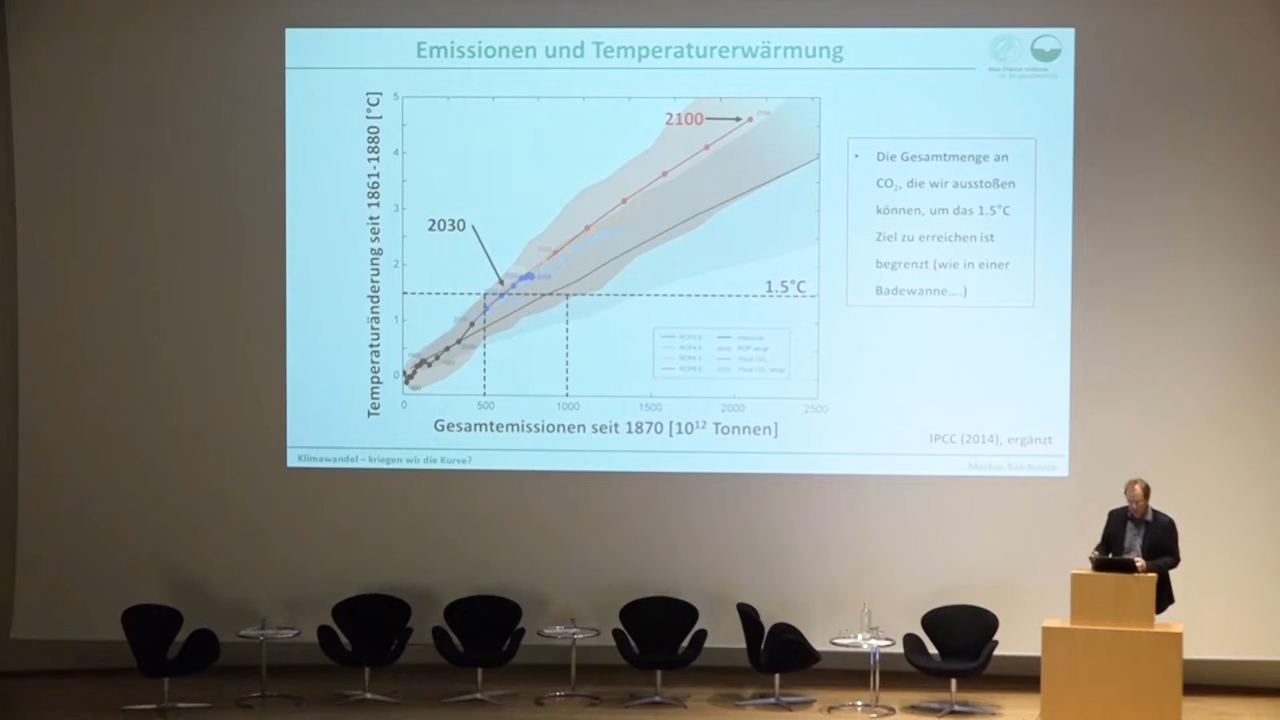 Emissionen und Temperaturerwärmung
Temperaturänderung seit 1861-1880 [°C]
5
4
3
2
1
0
2100
2030
1.5°C
0 500 1000 1500 2000 2500
Gesamtemissionen seit 1870 [10¹² Tonnen]
• Die Gesamtmenge an
CO₂, die wir ausstoßen
können, um das 1.5°C
Ziel zu erreichen ist
begrenzt (wie in einer
Badewanne....)
IPCC (2014), ergänzt
Klimawandel – kriegen wir die Kurve?